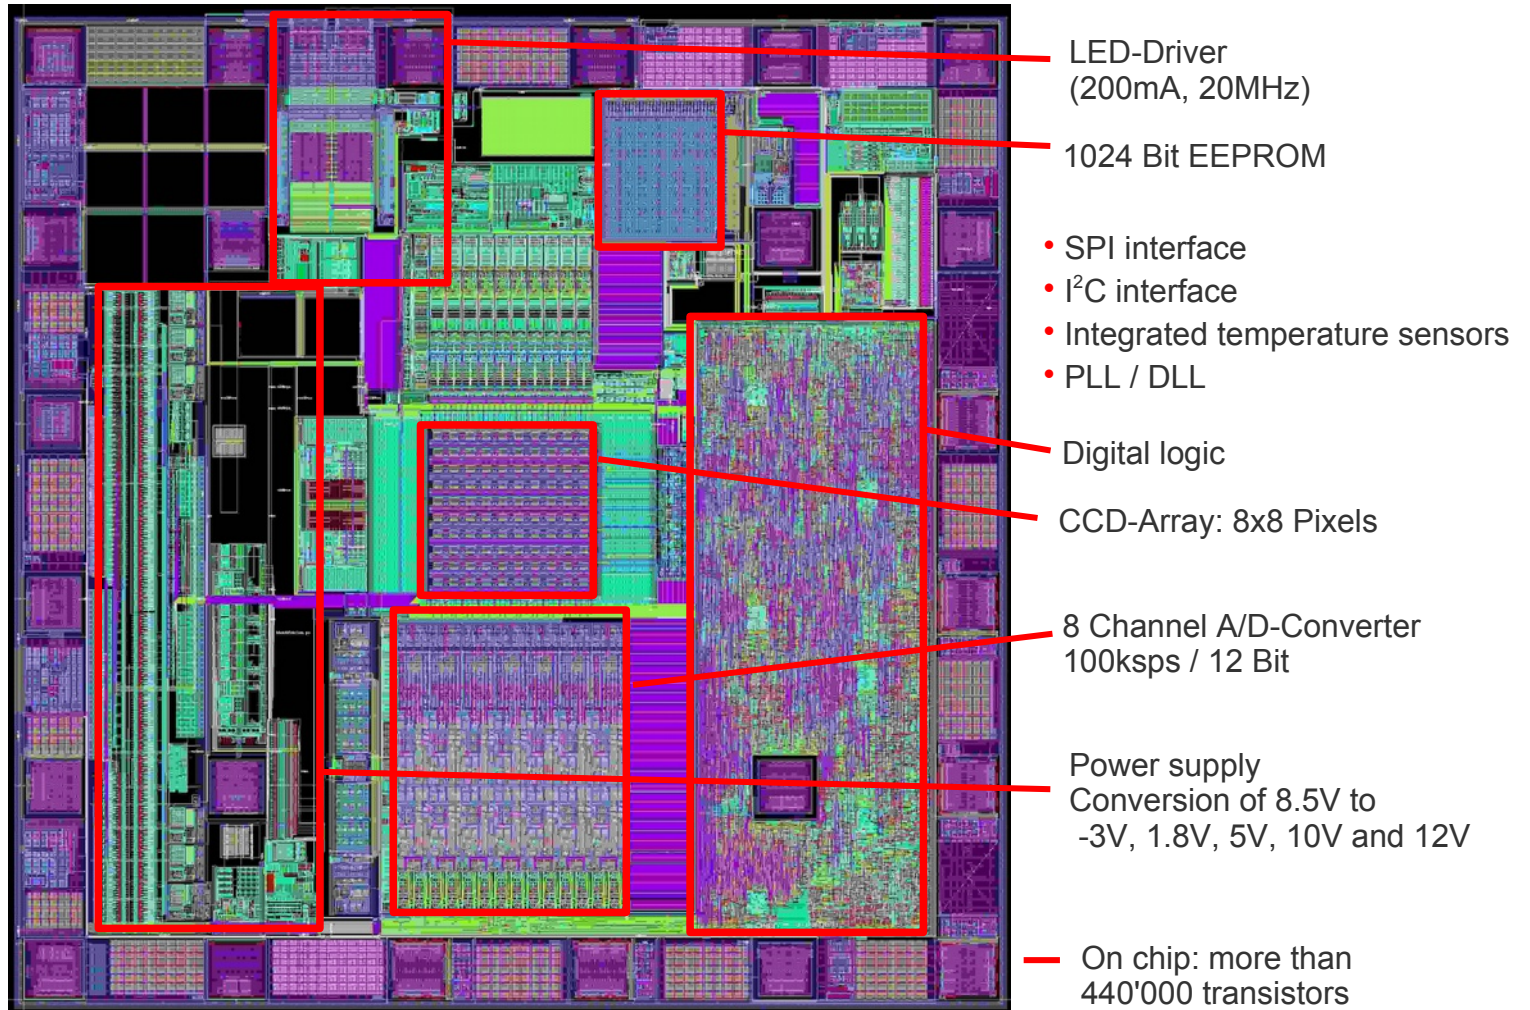 LED-Driver
(200mA, 20MHz)
1024 Bit EEPROM
• SPI interface
• I²C interface
• Integrated temperature sensors
• PLL / DLL
Digital logic
CCD-Array: 8x8 Pixels
8 Channel A/D-Converter
100ksps / 12 Bit
Power supply
Conversion of 8.5V to
-3V, 1.8V, 5V, 10V and 12V
On chip: more than
440'000 transistors